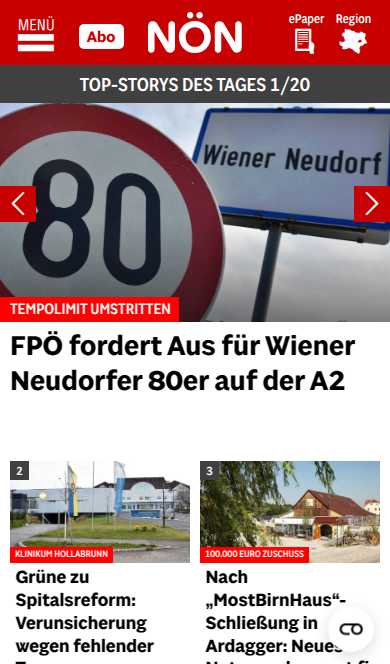 MENÜ
Abo
NÖN
ePaper
Region
TOP-STORYS DES TAGES 1/20
80
Wiener Neudorf
TEMPOLIMIT UMSTRITTEN
FPÖ fordert Aus für Wiener
Neudorfer 80er auf der A2
2
KLINIKUM HOLLABRUNN
Grüne zu
Spitalsreform:
Verunsicherung
wegen fehlender
3
100.000 EURO ZUSCHUSS
Nach
„MostBirnHaus“-
Schließung in
Ardagger: Neues